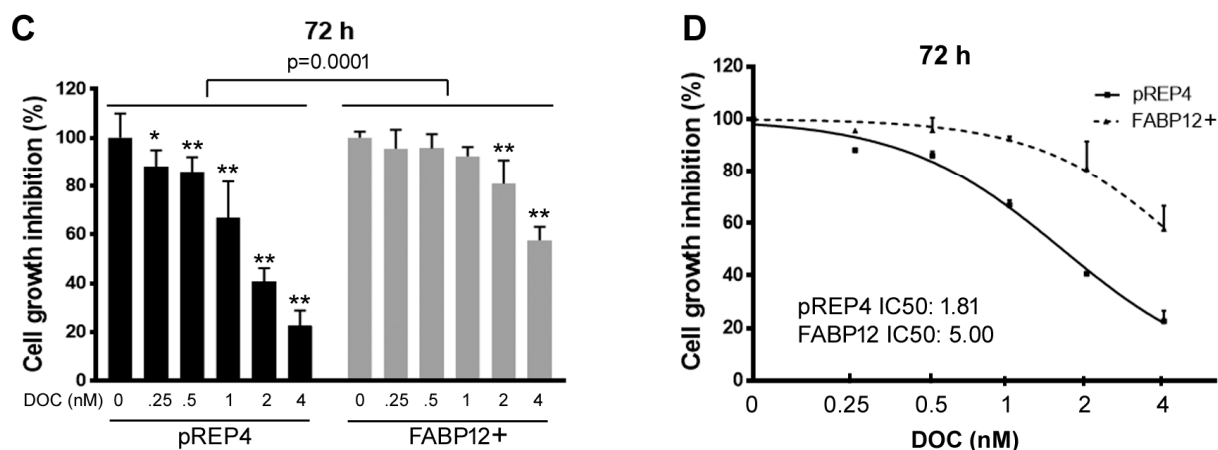 C
72 h
p=0.0001
Cell growth inhibition (%)
120
100
80
60
40
20
0
* ** ** ** **
** **
DOC (nM) 0 .25 .5 1 2 4 0 .25 .5 1 2 4
pREP4 FABP12+
D
72 h
Cell growth inhibition (%)
120
100
80
60
40
20
0
pREP4
FABP12+
pREP4 IC50: 1.81
FABP12 IC50: 5.00
0 0.25 0.5 1 2 4
DOC (nM)